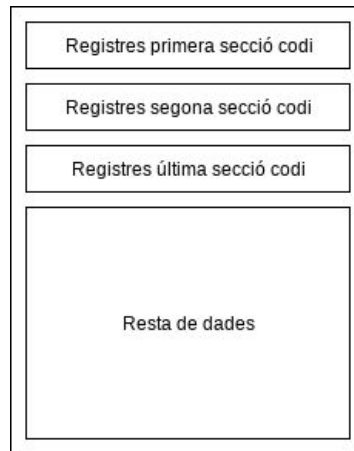 Registres primera secció codi
Registres segona secció codi
Registres última secció codi
Resta de dades